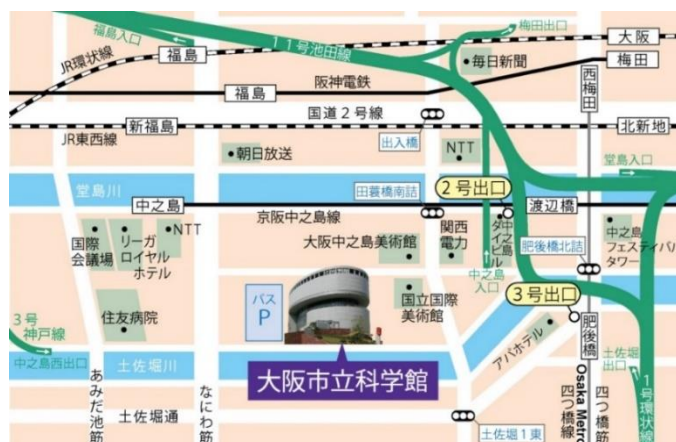 福島入口
11号池田線
梅田出口
大阪
JR環状線
福島
毎日新聞
梅田
阪神電鉄
福島
西梅田
国道2号線
新福島
北新地
JR東西線
出入橋
朝日放送
NTT
堂島入口
堂島川
中之島
田蓑橋南詰
2号出口
渡辺橋
京阪中之島線
国際
会議場
リーガ
ロイヤル
ホテル
NTT
大阪中之島美術館
関西
電力
中之島
ダイビル
肥後橋北詰
中之島
フェスティバル
タワー
中之島
入口
バス
P
国立国際
美術館
3号出口
住友病院
3号
神戸線
中之島西出口
アパホテル
肥後橋
土佐堀
出口
土佐堀川
大阪市立科学館
あみだ池筋
なにわ筋
Osaka Metro
四つ橋線
四つ橋筋
1号環状線
土佐堀通
土佐堀1東